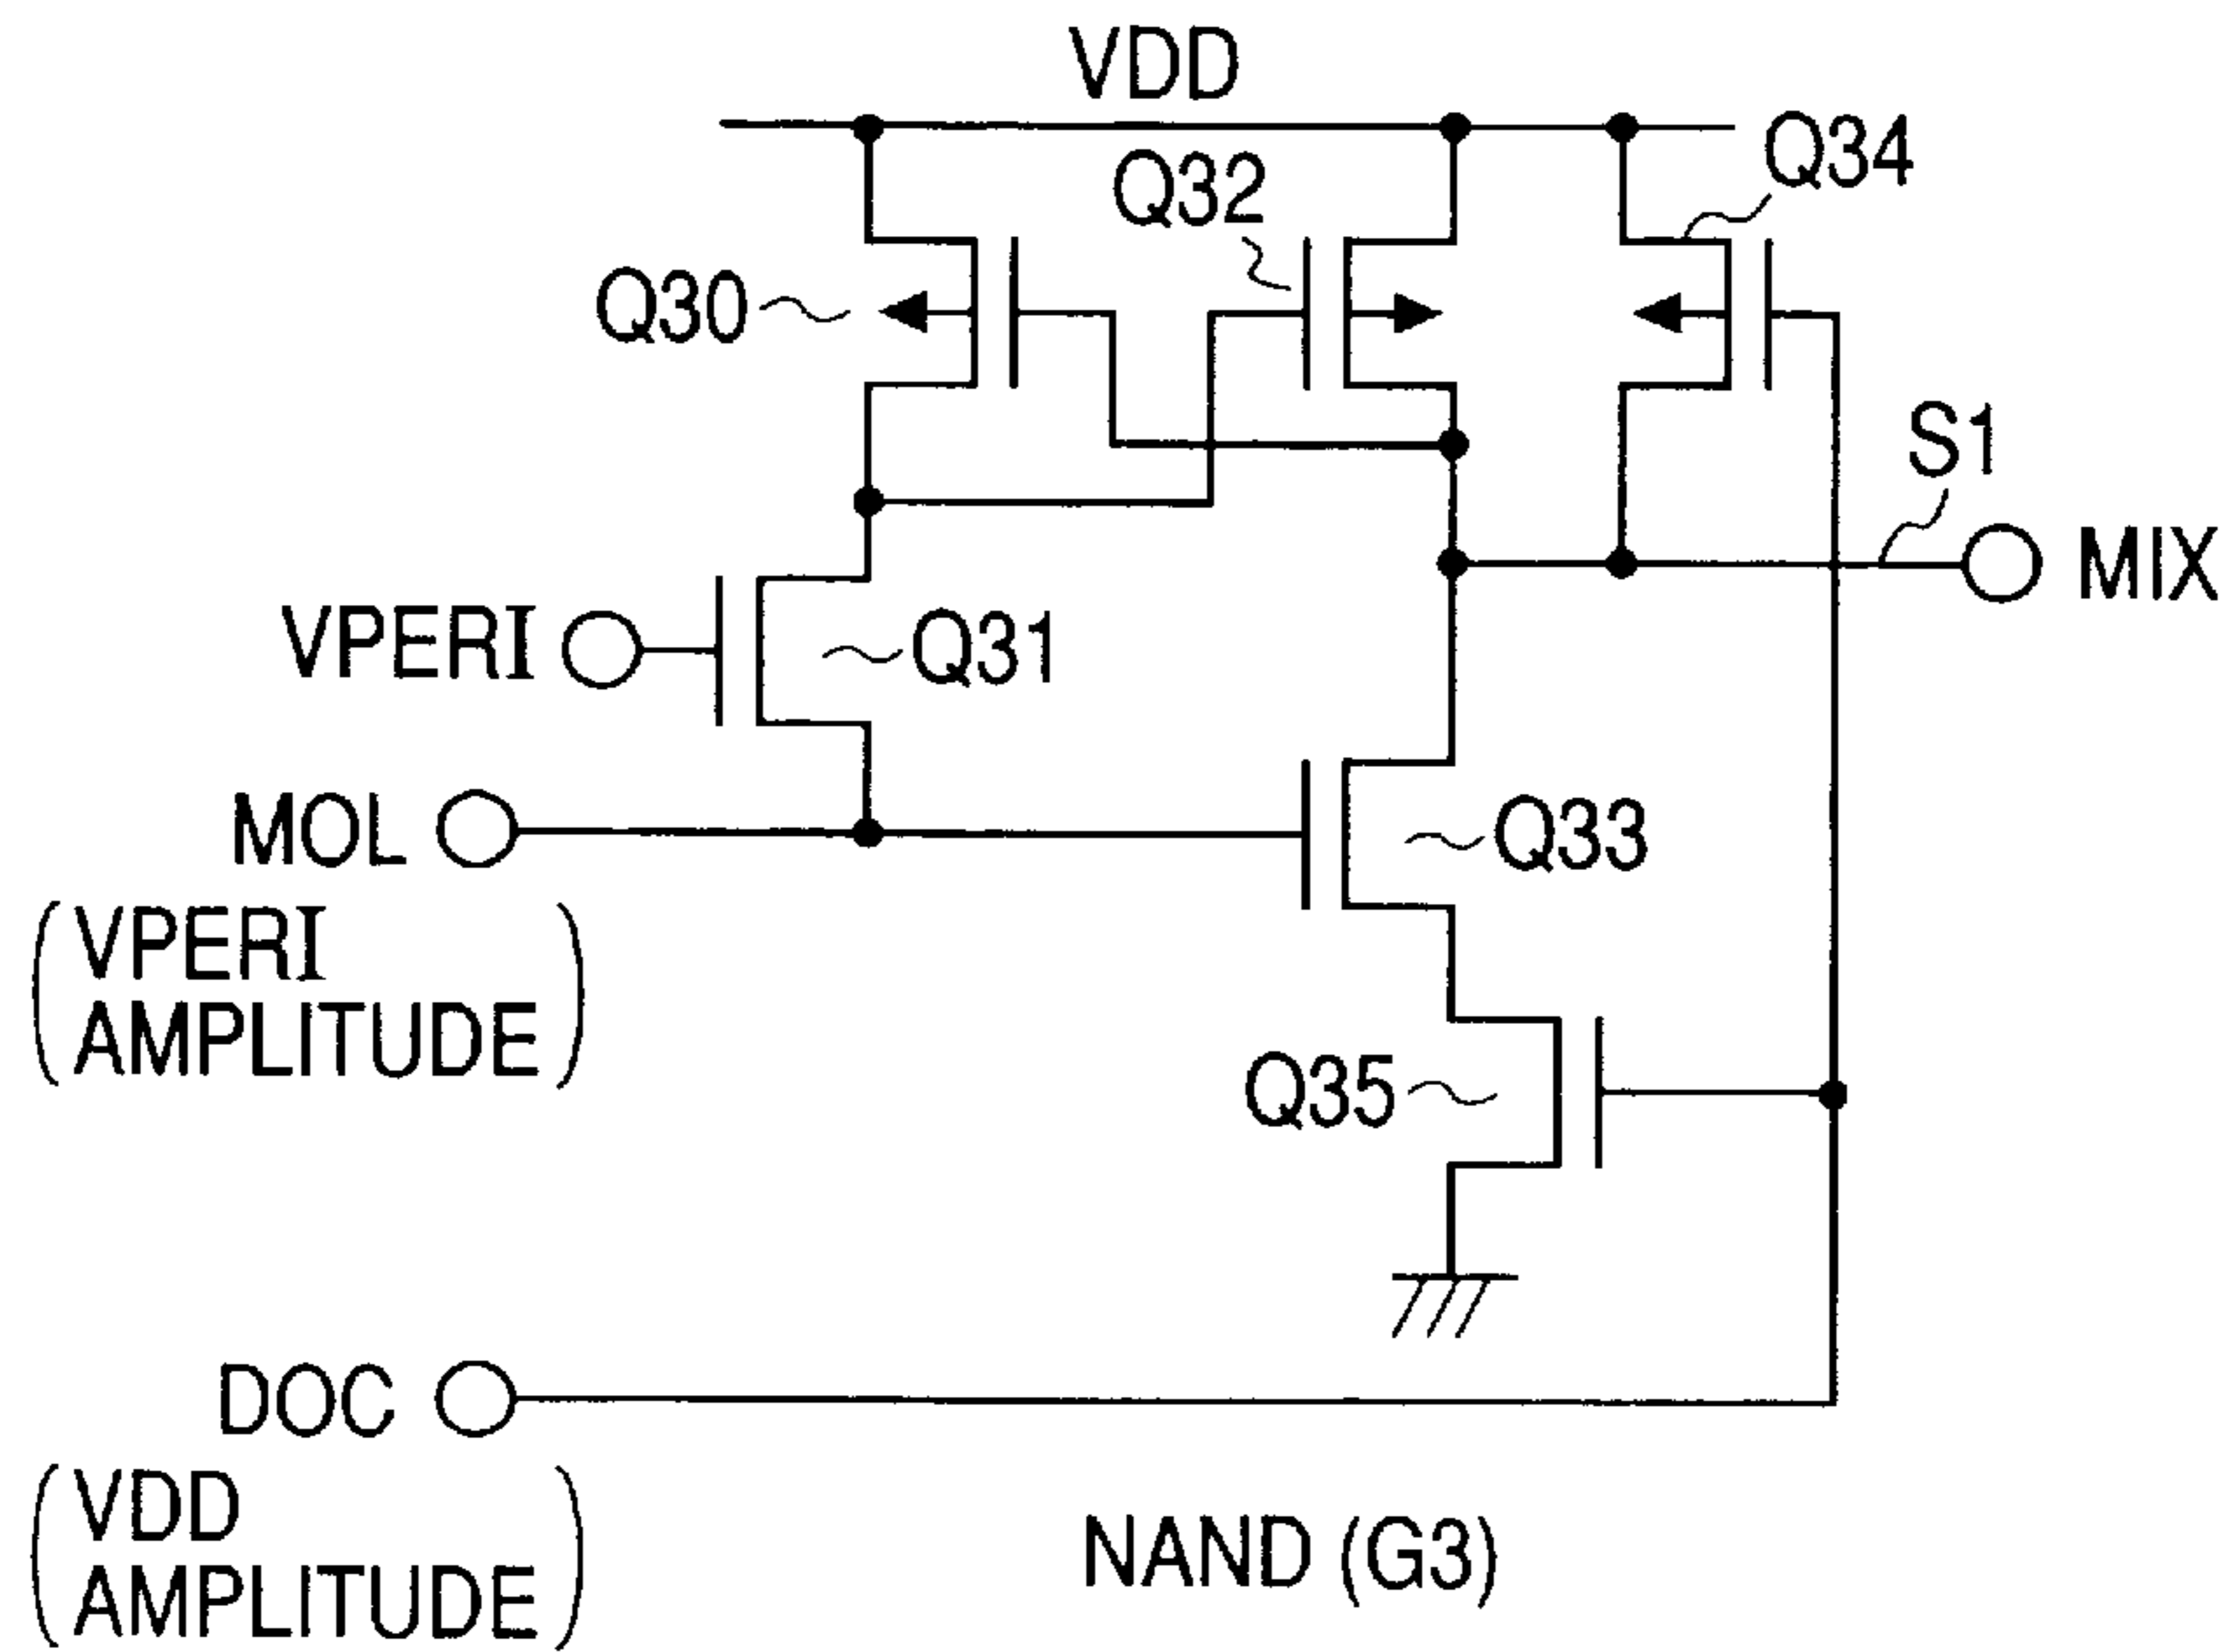 VDD
Q34
Q32
Q30
S1
MIX
VPERI
Q31
MOL
Q33
(VPERI
AMPLITUDE)
Q35
DOC
(VDD
AMPLITUDE)
NAND (G3)